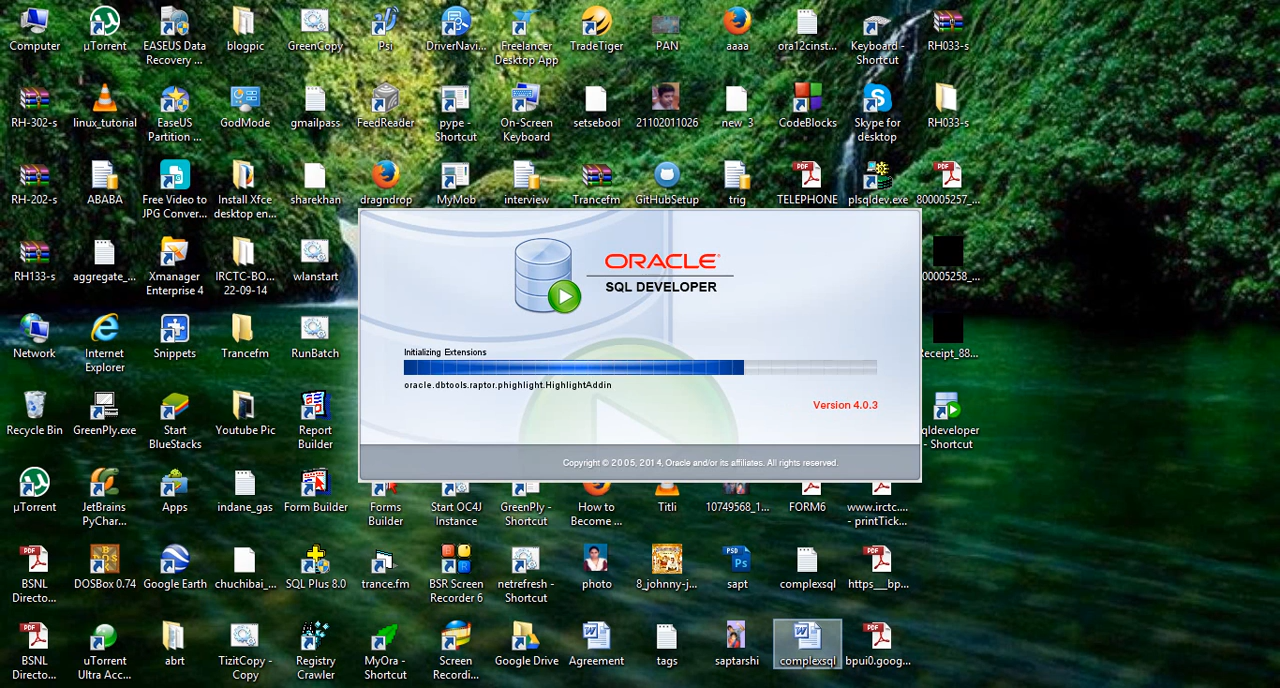 Computer
µTorrent
EASEUS Data
Recovery ...
blogpic
GreenCopy
Psi
DriverNavi...
Freelancer
Desktop App
TradeTiger
PAN
aaaa
ora12cinst...
Keyboard -
Shortcut
RH033-s
RH-302-s
linux_tutorial
EaseUS
Partition ...
GodMode
gmailpass
FeedReader
pype -
Shortcut
On-Screen
Keyboard
setsebool
21102011026
new_3
CodeBlocks
Skype for
desktop
RH033-s
RH-202-s
ABABA
Free Video to
JPG Conver...
Install Xfce
desktop en...
sharekhan
dragndrop
MyMob
interview
Trancefm
GitHubSetup
trig
TELEPHONE
plsqldev.exe
800005257_...
RH133-s
aggregate_...
Xmanager
Enterprise 4
IRCTC-BO...
22-09-14
wlanstart
ORACLE
SQL DEVELOPER
00005258_...
Network
Internet
Explorer
Snippets
Trancefm
RunBatch
Initializing Extensions
oracle.dbtools.raptor.phighlight.HighlightAddin
Version 4.0.3
Receipt_88...
Recycle Bin
GreenPly.exe
Start
BlueStacks
Youtube Pic
Report
Builder
qldeveloper
- Shortcut
Copyright © 2005, 2014, Oracle and/or its affiliates. All rights reserved.
µTorrent
JetBrains
PyChar...
Apps
indane_gas
Form Builder
Forms
Builder
Start OC4J
Instance
GreenPly -
Shortcut
How to
Become ...
Titli
10749568_1...
FORM6
www.irctc....
- printTick...
BSNL
Directo...
DOSBox 0.74
Google Earth
chuchibai_...
SQL Plus 8.0
trance.fm
BSR Screen
Recorder 6
netrefresh -
Shortcut
photo
8_johnny-j...
sapt
complexsql
https___bp...
BSNL
Directo...
µTorrent
Ultra Acc...
abrt
TizitCopy -
Copy
Registry
Crawler
MyOra -
Shortcut
Screen
Recordi...
Google Drive
Agreement
tags
saptarshi
complexsql
bpui0.goog...